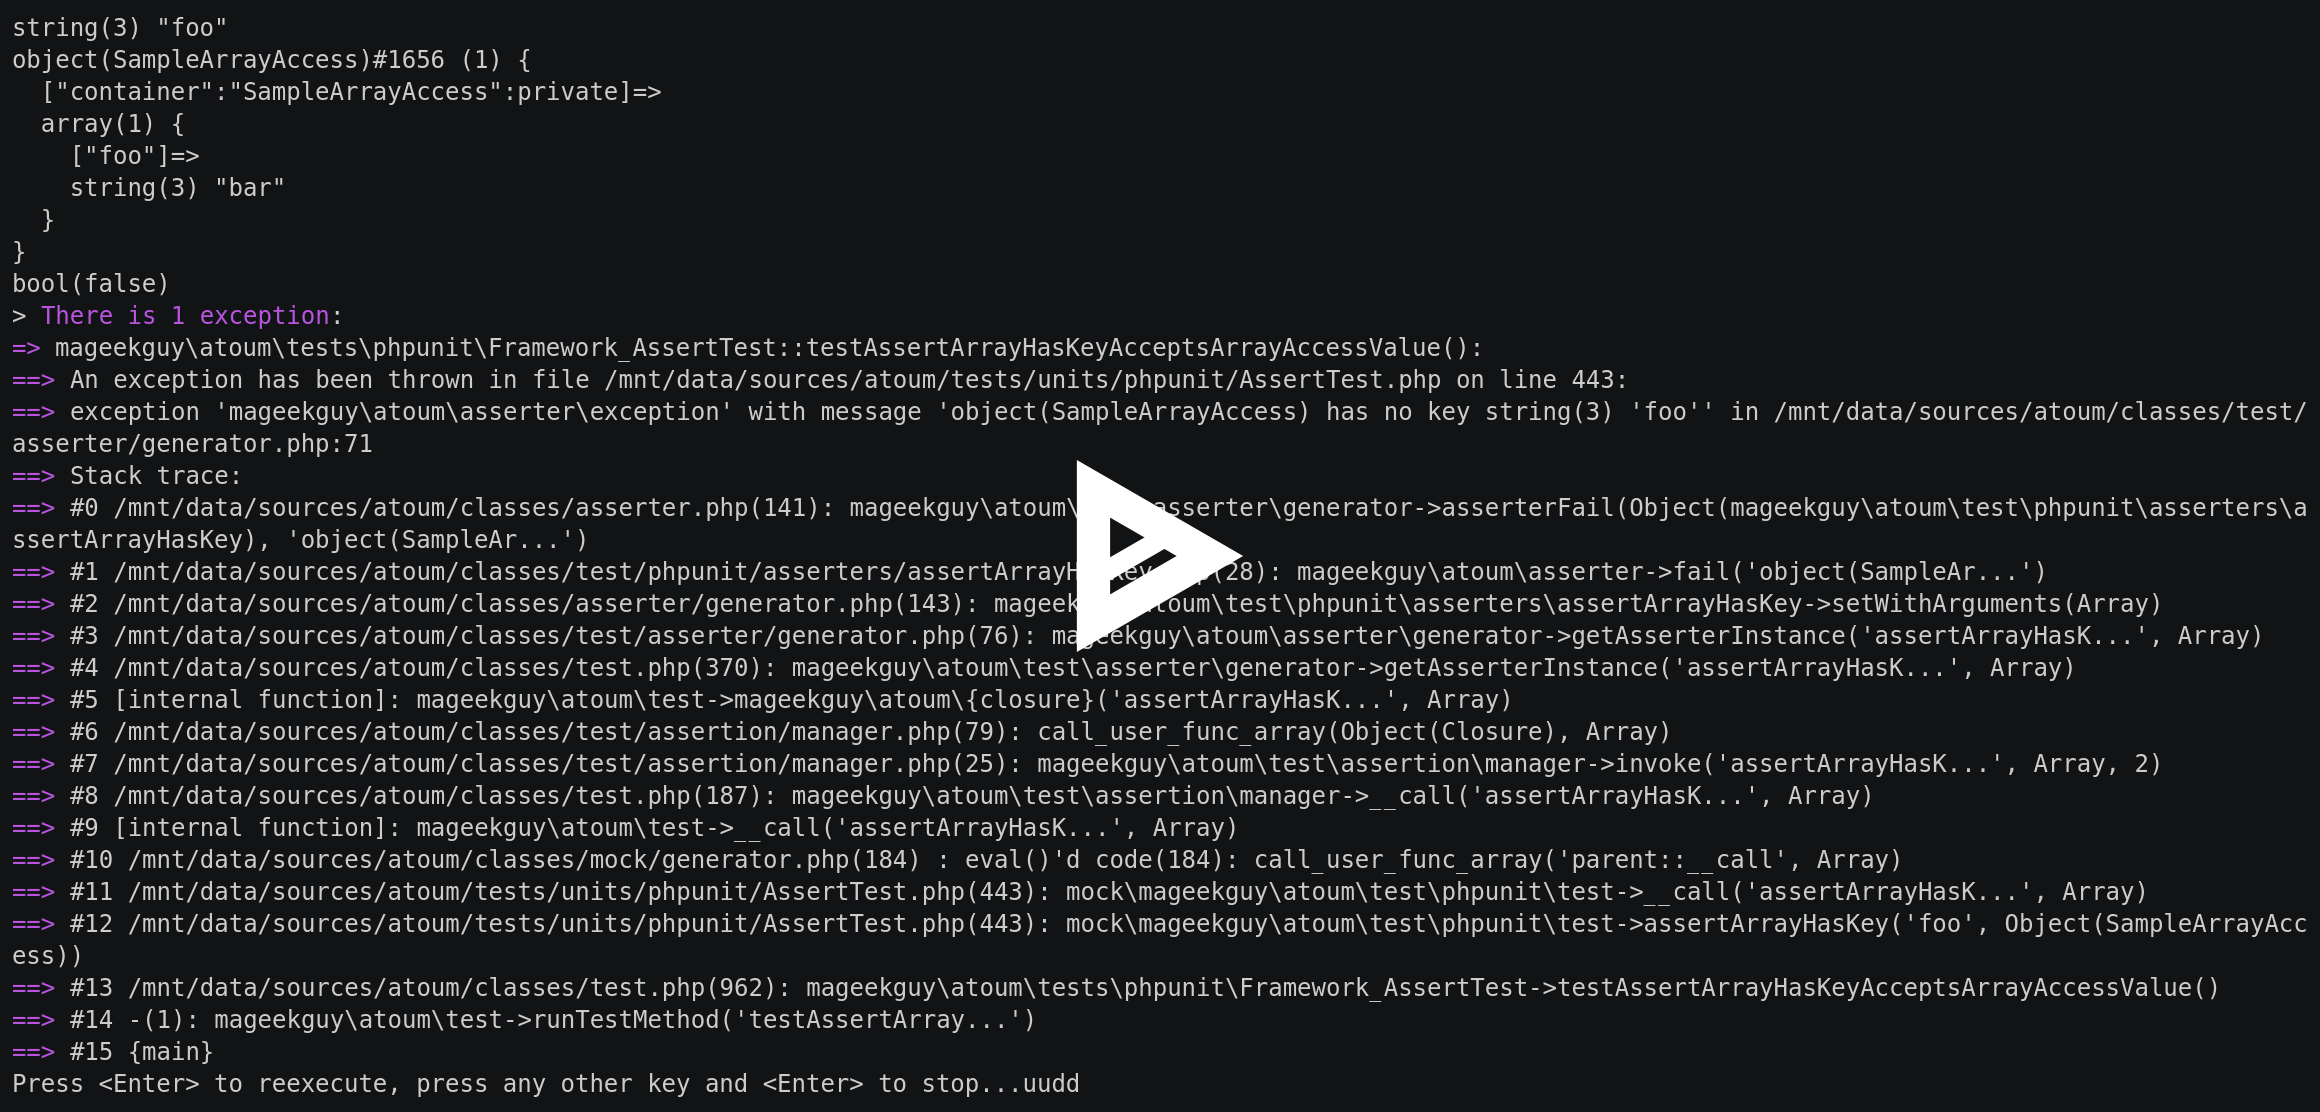 string(3) "foo"
object(SampleArrayAccess)#1656 (1) {
  ["container":"SampleArrayAccess":private]=>
  array(1) {
    ["foo"]=>
    string(3) "bar"
  }
}
bool(false)
> There is 1 exception:
=> mageekguy\atoum\tests\phpunit\Framework_AssertTest::testAssertArrayHasKeyAcceptsArrayAccessValue():
==> An exception has been thrown in file /mnt/data/sources/atoum/tests/units/phpunit/AssertTest.php on line 443:
==> exception 'mageekguy\atoum\asserter\exception' with message 'object(SampleArrayAccess) has no key string(3) 'foo'' in /mnt/data/sources/atoum/classes/test/
asserter/generator.php:71
==> Stack trace:
==> #0 /mnt/data/sources/atoum/classes/asserter.php(141): mageekguy\atoum\ asserter\generator->asserterFail(Object(mageekguy\atoum\test\phpunit\asserters\a
ssertArrayHasKey), 'object(SampleAr...')
==> #1 /mnt/data/sources/atoum/classes/test/phpunit/asserters/assertArrayH (28): mageekguy\atoum\asserter->fail('object(SampleAr...')
==> #2 /mnt/data/sources/atoum/classes/asserter/generator.php(143): mageek toum\test\phpunit\asserters\assertArrayHasKey->setWithArguments(Array)
==> #3 /mnt/data/sources/atoum/classes/test/asserter/generator.php(76): mageekguy\atoum\asserter\generator->getAsserterInstance('assertArrayHasK...', Array)
==> #4 /mnt/data/sources/atoum/classes/test.php(370): mageekguy\atoum\test\asserter\generator->getAsserterInstance('assertArrayHasK...', Array)
==> #5 [internal function]: mageekguy\atoum\test->mageekguy\atoum\{closure}('assertArrayHasK...', Array)
==> #6 /mnt/data/sources/atoum/classes/test/assertion/manager.php(79): call_user_func_array(Object(Closure), Array)
==> #7 /mnt/data/sources/atoum/classes/test/assertion/manager.php(25): mageekguy\atoum\test\assertion\manager->invoke('assertArrayHasK...', Array, 2)
==> #8 /mnt/data/sources/atoum/classes/test.php(187): mageekguy\atoum\test\assertion\manager->__call('assertArrayHasK...', Array)
==> #9 [internal function]: mageekguy\atoum\test->__call('assertArrayHasK...', Array)
==> #10 /mnt/data/sources/atoum/classes/mock/generator.php(184) : eval()'d code(184): call_user_func_array('parent::__call', Array)
==> #11 /mnt/data/sources/atoum/tests/units/phpunit/AssertTest.php(443): mock\mageekguy\atoum\test\phpunit\test->__call('assertArrayHasK...', Array)
==> #12 /mnt/data/sources/atoum/tests/units/phpunit/AssertTest.php(443): mock\mageekguy\atoum\test\phpunit\test->assertArrayHasKey('foo', Object(SampleArrayAcc
ess))
==> #13 /mnt/data/sources/atoum/classes/test.php(962): mageekguy\atoum\tests\phpunit\Framework_AssertTest->testAssertArrayHasKeyAcceptsArrayAccessValue()
==> #14 -(1): mageekguy\atoum\test->runTestMethod('testAssertArray...')
==> #15 {main}
Press <Enter> to reexecute, press any other key and <Enter> to stop...uudd